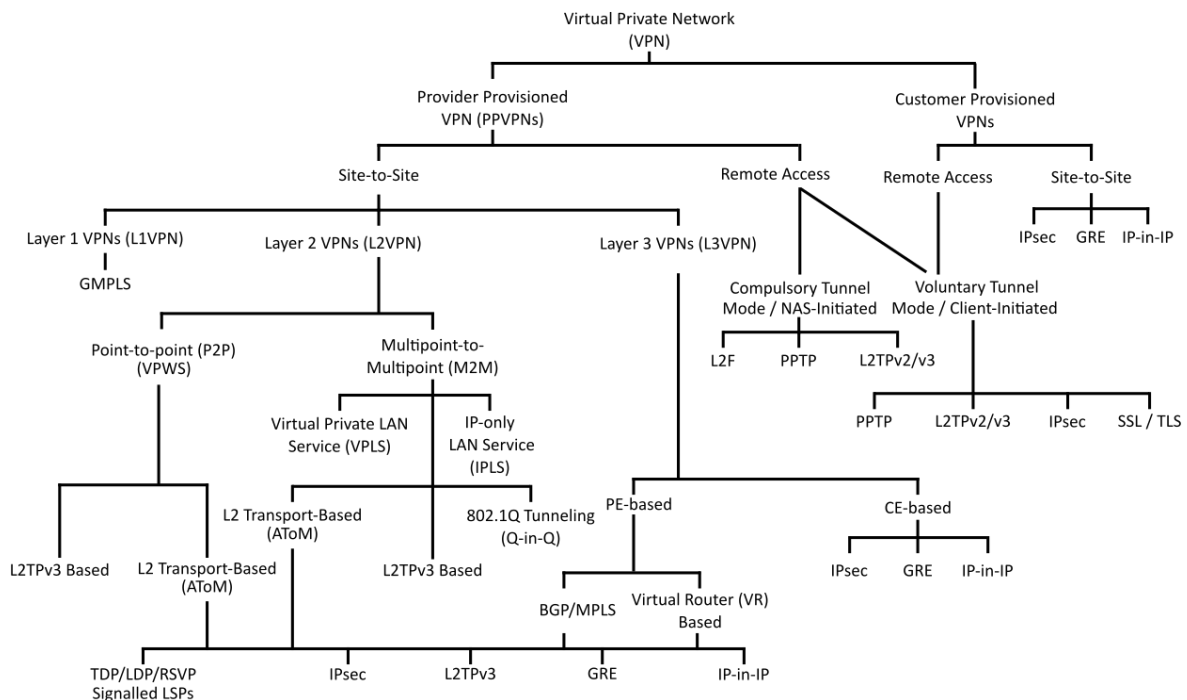 Virtual Private Network
(VPN)
Provider Provisioned
VPN (PPVPNs)
Customer Provisioned
VPNs
Site-to-Site
Remote Access
Remote Access
Site-to-Site
IPsec
GRE
IP-in-IP
Layer 1 VPNs (L1VPN)
Layer 2 VPNs (L2VPN)
Layer 3 VPNs (L3VPN)
GMPLS
Compulsory Tunnel
Mode / NAS-Initiated
Voluntary Tunnel
Mode / Client-Initiated
Point-to-point (P2P)
(VPWS)
Multipoint-to-
Multipoint (M2M)
L2F
PPTP
L2TPv2/v3
Virtual Private LAN
Service (VPLS)
IP-only
LAN Service
(IPLS)
PPTP
L2TPv2/v3
IPsec
SSL / TLS
L2 Transport-Based
(AToM)
802.1Q Tunneling
(Q-in-Q)
PE-based
CE-based
L2TPv3 Based
L2 Transport-Based
(AToM)
L2TPv3 Based
IPsec
GRE
IP-in-IP
BGP/MPLS
Virtual Router (VR)
Based
TDP/LDP/RSVP
Signalled LSPs
IPsec
L2TPv3
GRE
IP-in-IP